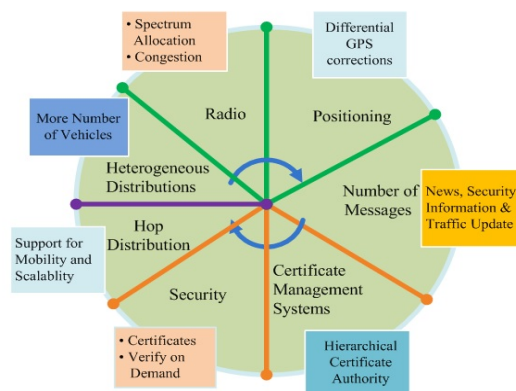 • Spectrum
Allocation
• Congestion
Differential
GPS
corrections
Radio
Positioning
More Number
of Vehicles
Heterogeneous
Distributions
Number of
Messages
News, Security
Information &
Traffic Update
Hop
Distribution
Support for
Mobility and
Scalablity
Security
Certificate
Management
Systems
• Certificates
• Verify on
Demand
Hierarchical
Certificate
Authority